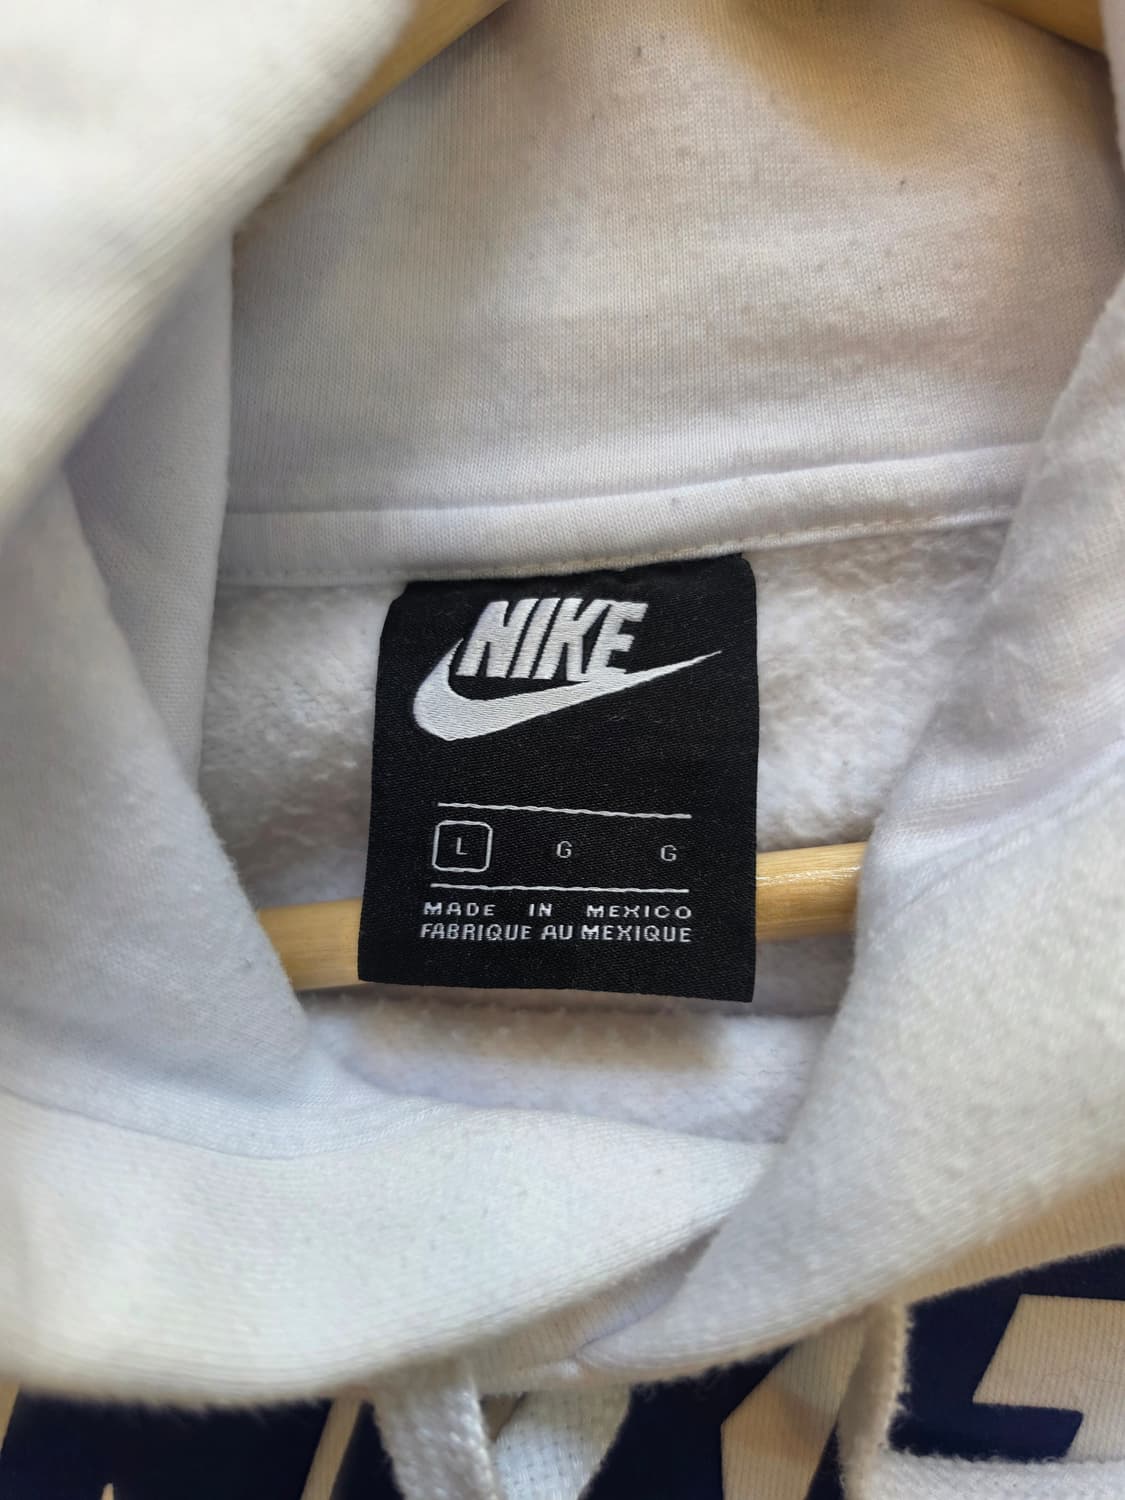 NIKE
L G G
MADE IN MEXICO
FABRIQUE AU MEXIQUE